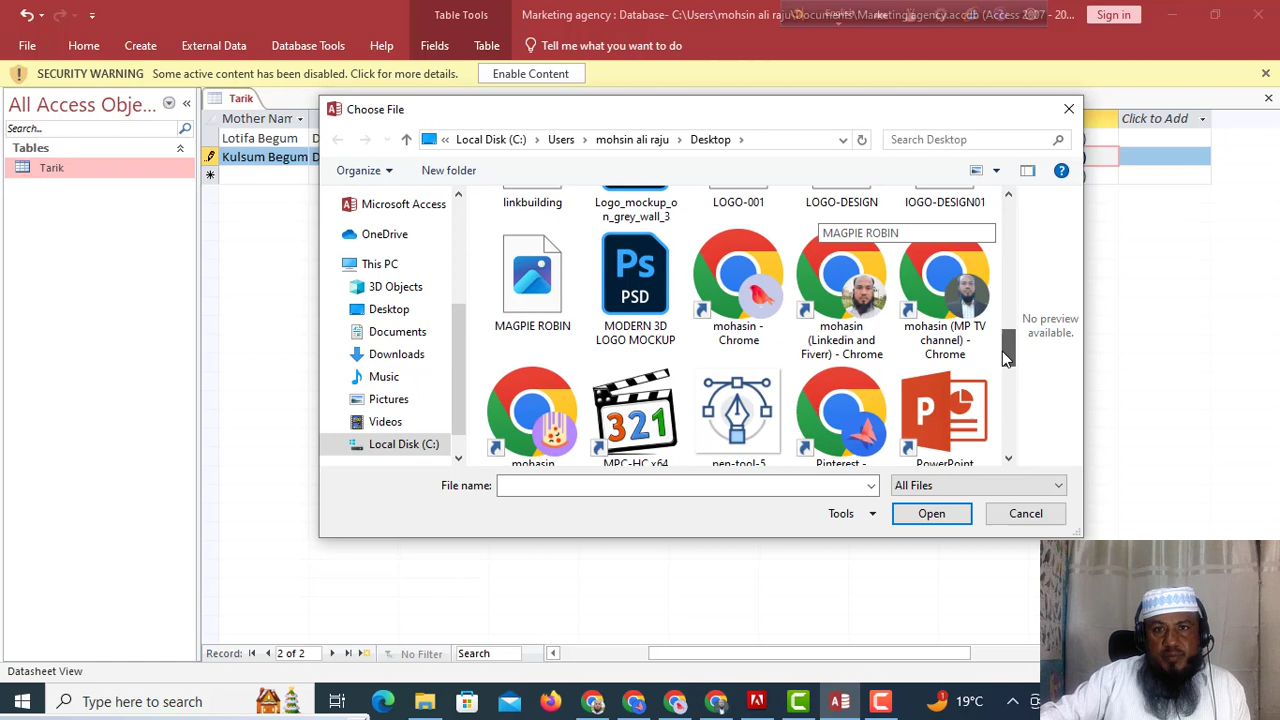 Table Tools
Marketing agency : Database- C:\Users\mohsin ali raju\Documents\Marketing agency.accdb (Access 2007 - 20...
Sign in
File
Home
Create
External Data
Database Tools
Help
Fields
Table
Tell me what you want to do
SECURITY WARNING
Some active content has been disabled. Click for more details.
Enable Content
All Access Obje...
Search...
Tables
Tarik
Tarik
Mother Nam
Click to Add
Lotifa Begum
Kulsum Begum
Choose File
Local Disk (C:)
Users
mohsin ali raju
Desktop
Search Desktop
Organize
New folder
Microsoft Access
OneDrive
This PC
3D Objects
Desktop
Documents
Downloads
Music
Pictures
Videos
Local Disk (C:)
linkbuilding
Logo_mockup_o
n_grey_wall_3
LOGO-001
LOGO-DESIGN
lOGO-DESIGN01
MAGPIE ROBIN
Ps
PSD
MAGPIE ROBIN
MODERN 3D
LOGO MOCKUP
mohasin -
Chrome
mohasin
(Linkedin and
Fiverr) - Chrome
mohasin (MP TV
channel) -
Chrome
321
P
mohasin
MPC-HC x64
pen-tool-5
Pinterest -
PowerPoint
No preview
available.
File name:
All Files
Tools
Open
Cancel
Record:
2 of 2
No Filter
Search
Datasheet View
Type here to search
19°C